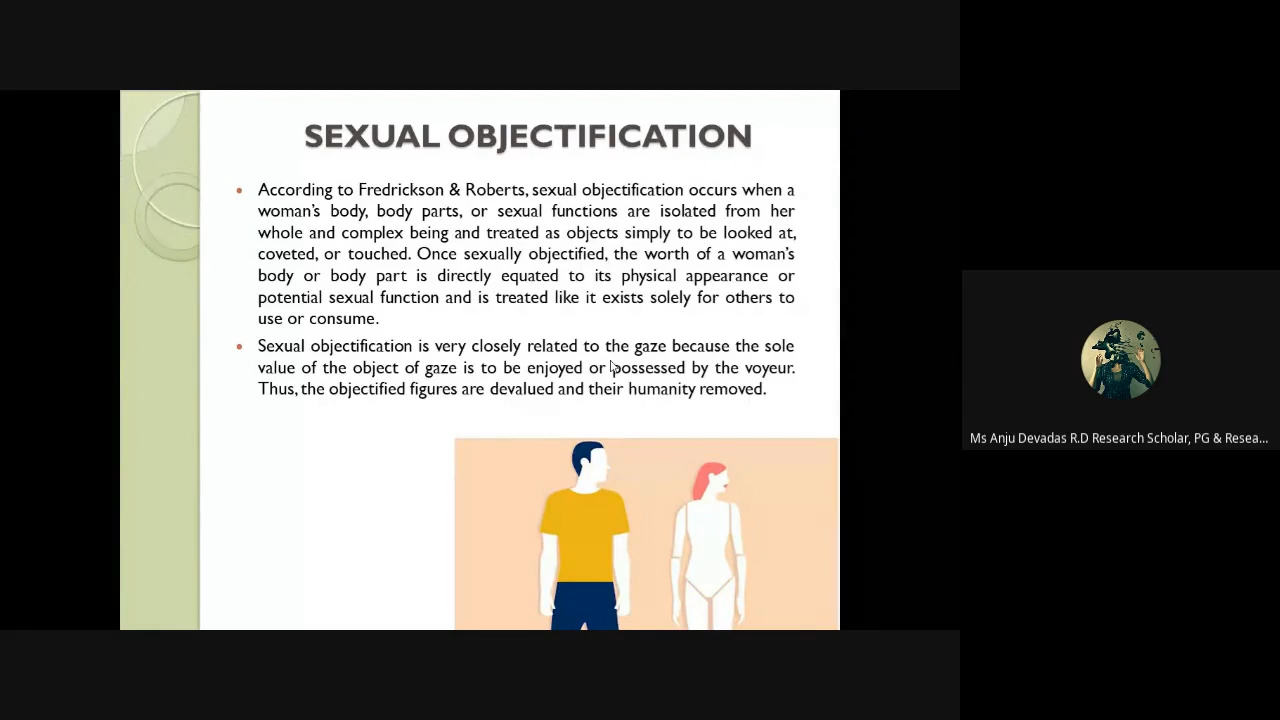 SEXUAL OBJECTIFICATION
According to Fredrickson & Roberts, sexual objectification occurs when a
woman's body, body parts, or sexual functions are isolated from her
whole and complex being and treated as objects simply to be looked at,
coveted, or touched. Once sexually objectified, the worth of a woman's
body or body part is directly equated to its physical appearance or
potential sexual function and is treated like it exists solely for others to
use or consume.
Sexual objectification is very closely related to the gaze because the sole
value of the object of gaze is to be enjoyed or possessed by the voyeur.
Thus, the objectified figures are devalued and their humanity removed.
Ms Anju Devadas R.D Research Scholar, PG & Resea...